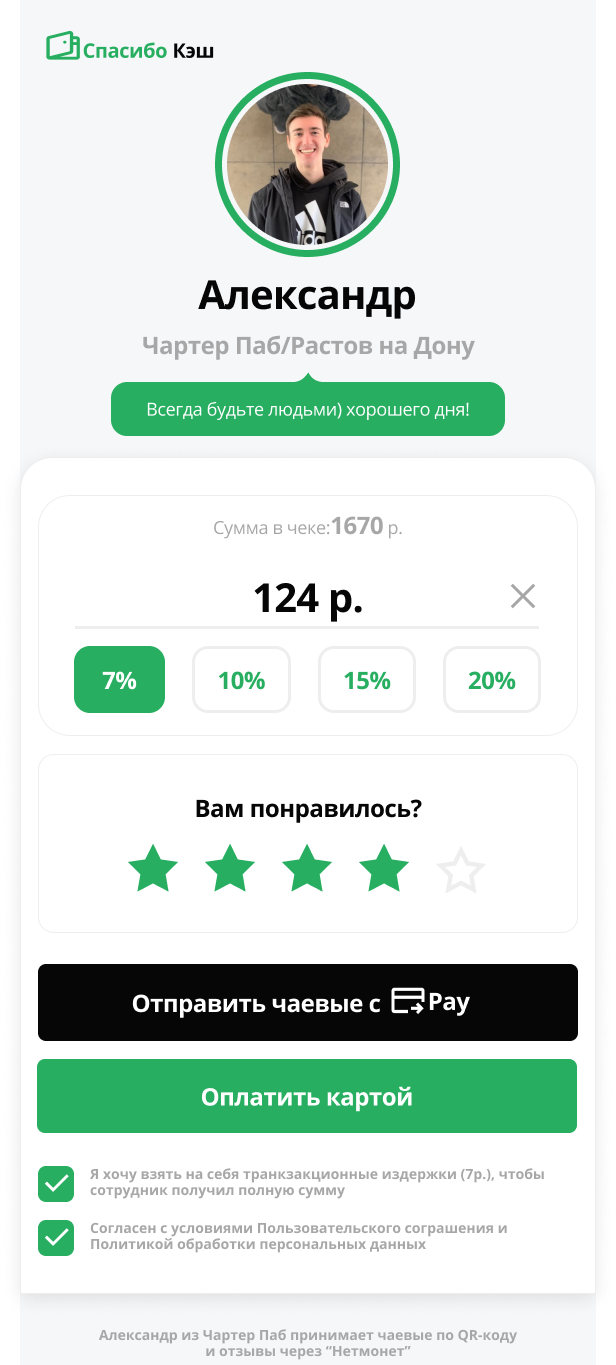 Спасибо Кэш
Александр
Чартер Паб/Растов на Дону
Всегда будьте людьми) хорошего дня!
Сумма в чеке:1670 р.
124 р.
7% 10% 15% 20%
Вам понравилось?
Отправить чаевые с Pay
Оплатить картой
Я хочу взять на себя транкзакционные издержки (7р.), чтобы
сотрудник получил полную сумму
Согласен с условиями Пользовательского сограшения и
Политикой обработки персональных данных
Александр из Чартер Паб принимает чаевые по QR-коду
и отзывы через “Нетмонет”